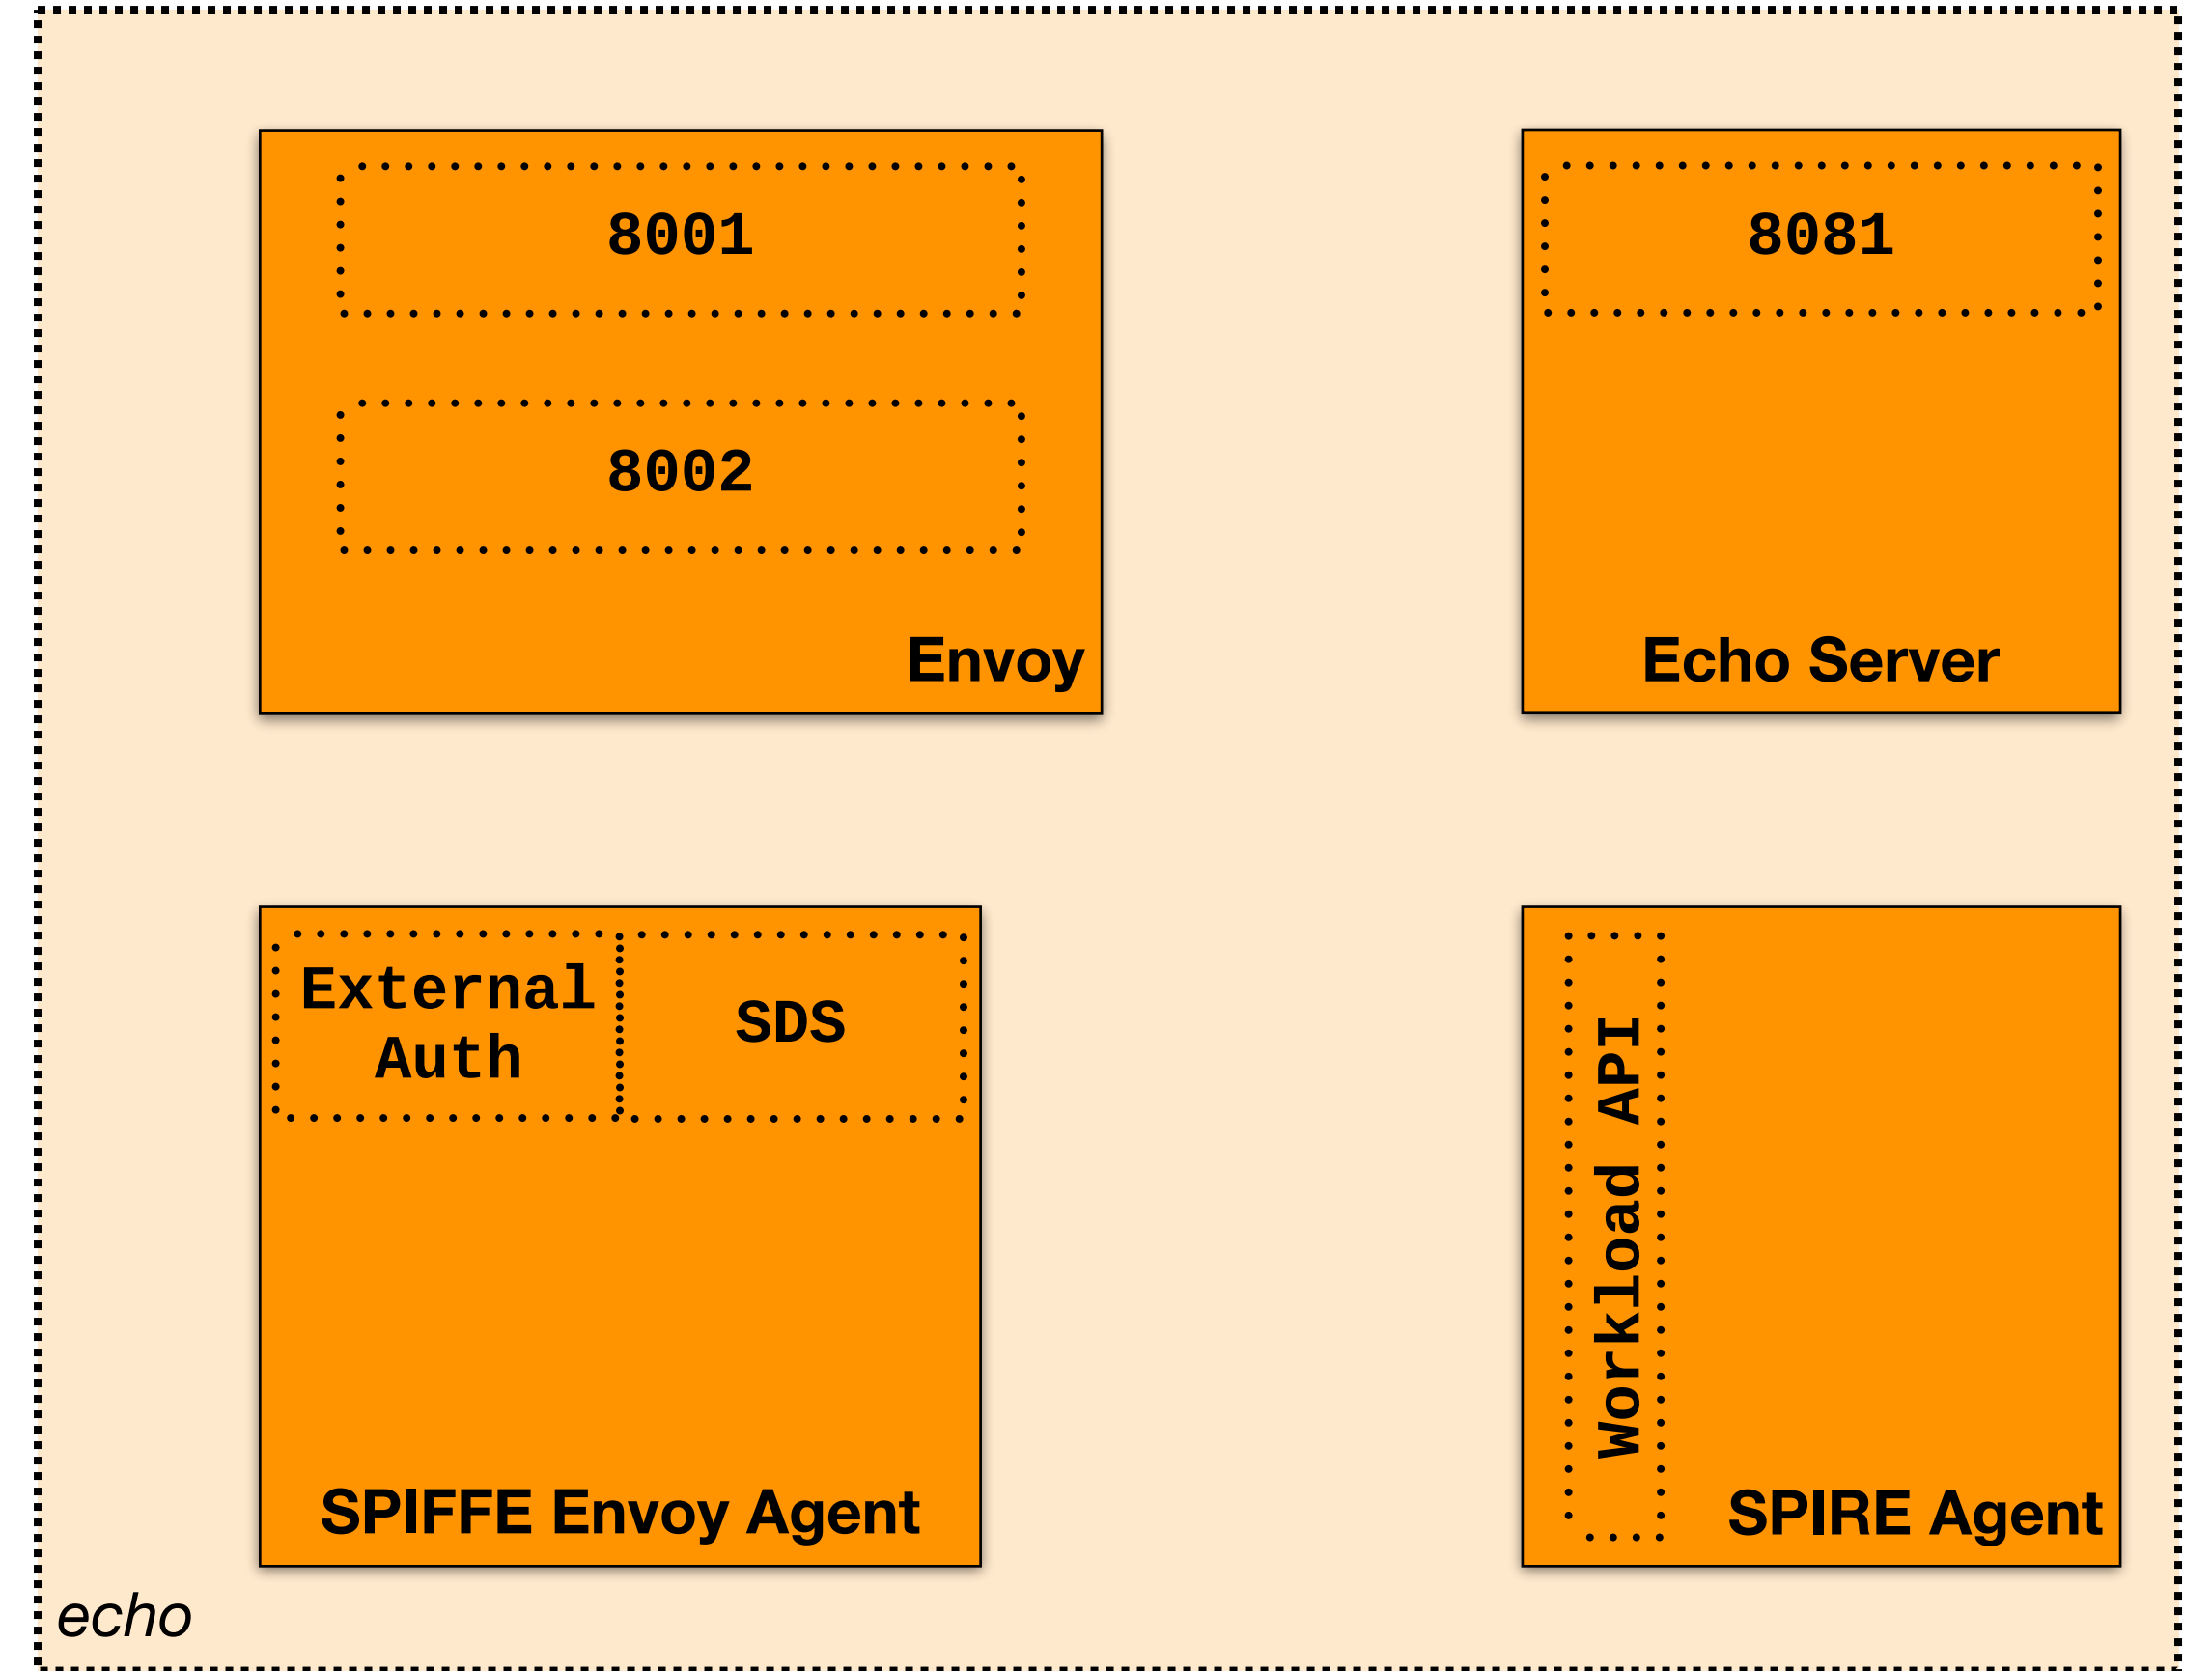 8001
8002
Envoy
8081
Echo Server
External
Auth
SDS
SPIFFE Envoy Agent
Workload API
SPIRE Agent
echo